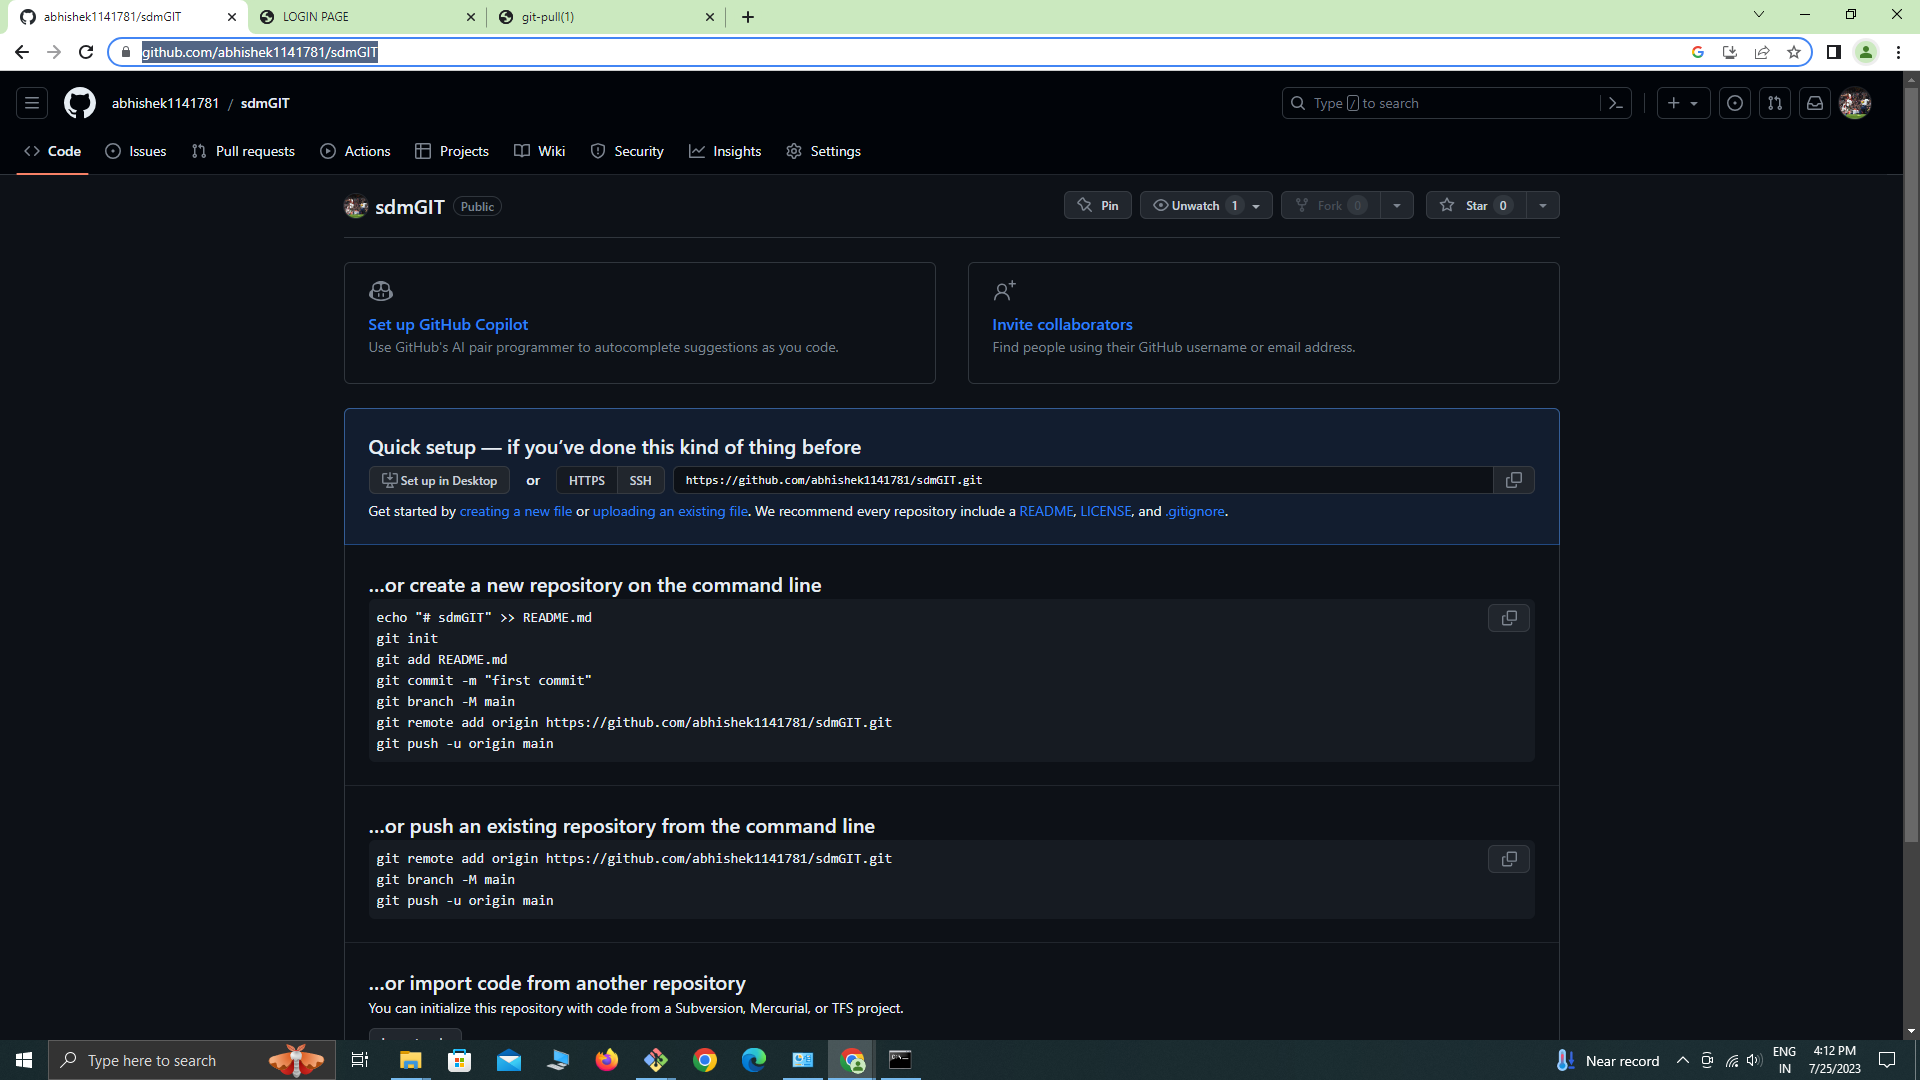 abhishek1141781/sdmGIT
LOGIN PAGE
git-pull(1)
github.com/abhishek1141781/sdmGIT
abhishek1141781 / sdmGIT
Type / to search
Code
Issues
Pull requests
Actions
Projects
Wiki
Security
Insights
Settings
sdmGIT Public
Pin
Unwatch 1
Fork 0
Star 0
Set up GitHub Copilot
Use GitHub's AI pair programmer to autocomplete suggestions as you code.
Invite collaborators
Find people using their GitHub username or email address.
Quick setup — if you’ve done this kind of thing before
Set up in Desktop or HTTPS SSH https://github.com/abhishek1141781/sdmGIT.git
Get started by creating a new file or uploading an existing file. We recommend every repository include a README, LICENSE, and .gitignore.
…or create a new repository on the command line
echo "# sdmGIT" >> README.md
git init
git add README.md
git commit -m "first commit"
git branch -M main
git remote add origin https://github.com/abhishek1141781/sdmGIT.git
git push -u origin main
…or push an existing repository from the command line
git remote add origin https://github.com/abhishek1141781/sdmGIT.git
git branch -M main
git push -u origin main
…or import code from another repository
You can initialize this repository with code from a Subversion, Mercurial, or TFS project.
Type here to search
Near record
ENG
IN
4:12 PM
7/25/2023